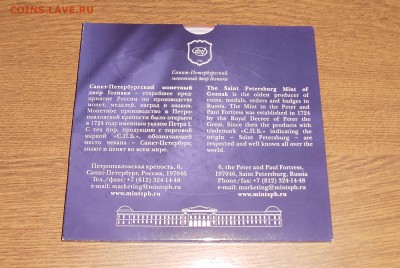 COINS.LAVE.RU
Санкт-Петербургский
монетный двор Гознака
Санкт-Петербургский монетный
двор Гознака – старейшее пред-
приятие России по производству
монет, медалей, наград и знаков.
Монетное производство в Петро-
павловской крепости было открыто
в 1724 году именным указом Петра I.
С тех пор, продукция с торговой
маркой «С.П.Б.», обозначающей
место чекана – Санкт-Петербург,
знают и ценят во всем мире.
The Saint Petersburg Mint of
Goznak is the oldest producer of
coins, medals, orders and badges in
Russia. The Mint in the Peter and
Paul Fortress was established in 1724
by the Royal Decree of Peter the
Great. Since then the products with
trademark «С.П.Б.» indicating the
place of origin – Saint Petersburg – are
respected and well known all over the
world.
Петропавловская крепость, 6,
Санкт-Петербург, Россия, 197046
Тел./факс: +7 (812) 324-14-48
e-mail: marketing@mintspb.ru
www.mintspb.ru
6, the Peter and Paul Fortress,
197046, Saint Petersburg, Russia
Phone/fax: +7 (812) 324-14-48
e-mail: marketing@mintspb.ru
www.mintspb.ru